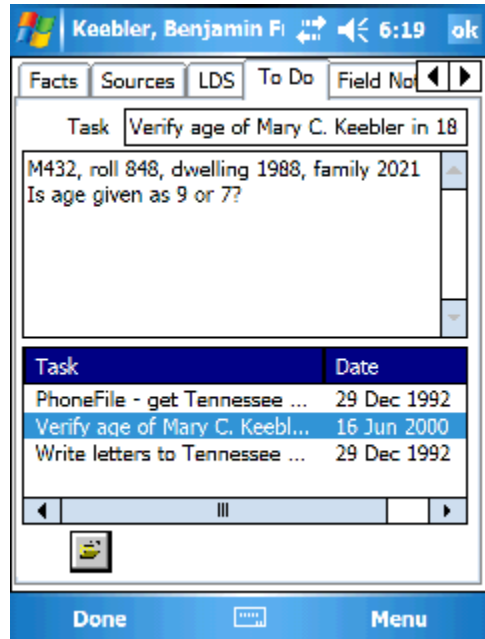 Keebler, Benjamin Fr 6:19 ok
Facts Sources LDS To Do Field Not
Task Verify age of Mary C. Keebler in 18
M432, roll 848, dwelling 1988, family 2021
Is age given as 9 or 7?
Task Date
PhoneFile - get Tennessee ... 29 Dec 1992
Verify age of Mary C. Keebl... 16 Jun 2000
Write letters to Tennessee ... 29 Dec 1992
Done Menu